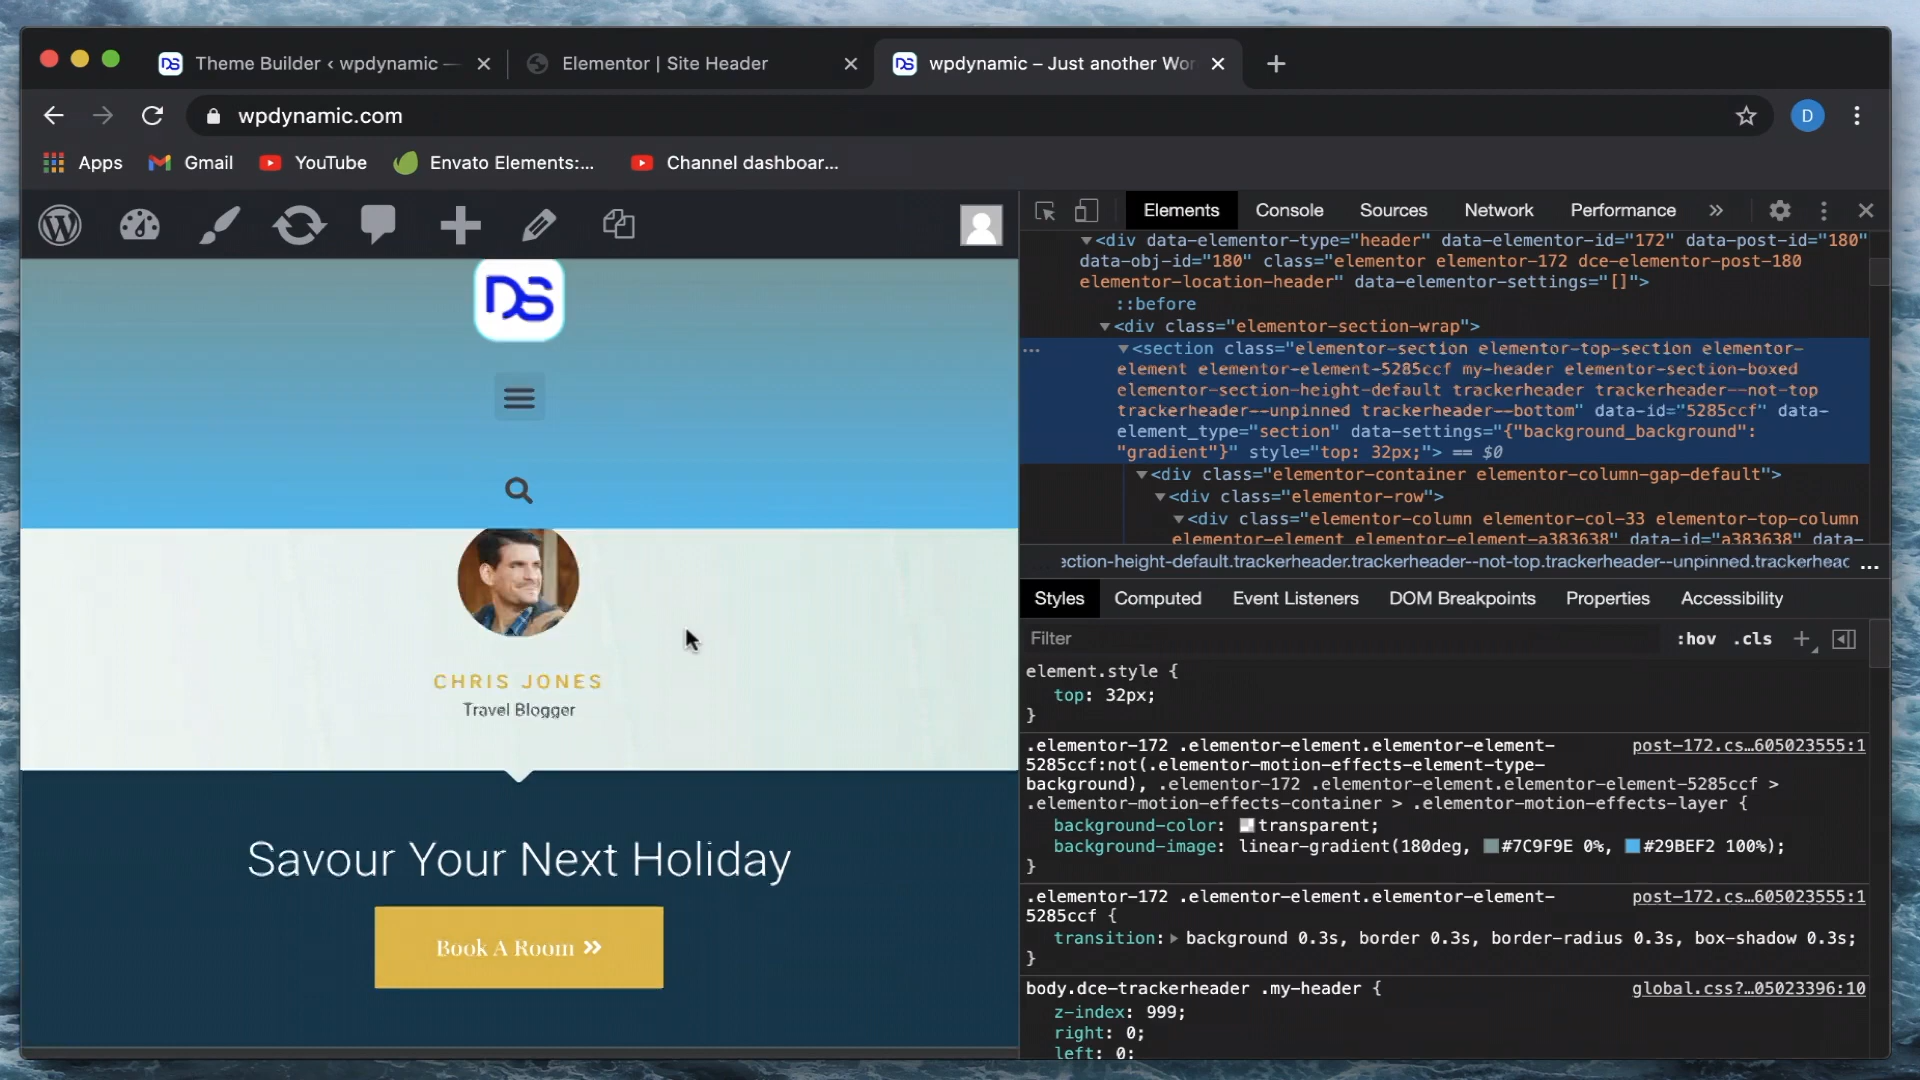 Theme Builder ‹ wpdynamic —
Elementor | Site Header
wpdynamic – Just another Wor
wpdynamic.com
D
Apps
Gmail
YouTube
Envato Elements:...
Channel dashboar...
Elements
Console
Sources
Network
Performance
»
<div data-elementor-type="header" data-elementor-id="172" data-post-id="180"
data-obj-id="180" class="elementor elementor-172 dce-elementor-post-180
elementor-location-header" data-elementor-settings="[]">
::before
<div class="elementor-section-wrap">
<section class="elementor-section elementor-top-section elementor-
element elementor-element-5285ccf my-header elementor-section-boxed
elementor-section-height-default trackerheader trackerheader--not-top
trackerheader--unpinned trackerheader--bottom" data-id="5285ccf" data-
element_type="section" data-settings="{"background_background":
"gradient"}" style="top: 32px;"> == $0
<div class="elementor-container elementor-column-gap-default">
<div class="elementor-row">
<div class="elementor-column elementor-col-33 elementor-top-column
elementor-element elementor-element-a383638" data-id="a383638" data-
ection-height-default.trackerheader.trackerheader--not-top.trackerheader--unpinned.trackerheac ...
Styles
Computed
Event Listeners
DOM Breakpoints
Properties
Accessibility
Filter
:hov .cls
element.style {
top: 32px;
}
.elementor-172 .elementor-element.elementor-element-
5285ccf:not(.elementor-motion-effects-element-type-
background), .elementor-172 .elementor-element.elementor-element-5285ccf >
.elementor-motion-effects-container > .elementor-motion-effects-layer {
post-172.cs…605023555:1
background-color: transparent;
background-image: linear-gradient(180deg, #7C9F9E 0%, #29BEF2 100%);
}
.elementor-172 .elementor-element.elementor-element-
5285ccf {
post-172.cs…605023555:1
transition: background 0.3s, border 0.3s, border-radius 0.3s, box-shadow 0.3s;
}
body.dce-trackerheader .my-header {
global.css?…05023396:10
z-index: 999;
right: 0;
left: 0;
DS
CHRIS JONES
Travel Blogger
Savour Your Next Holiday
Book A Room »